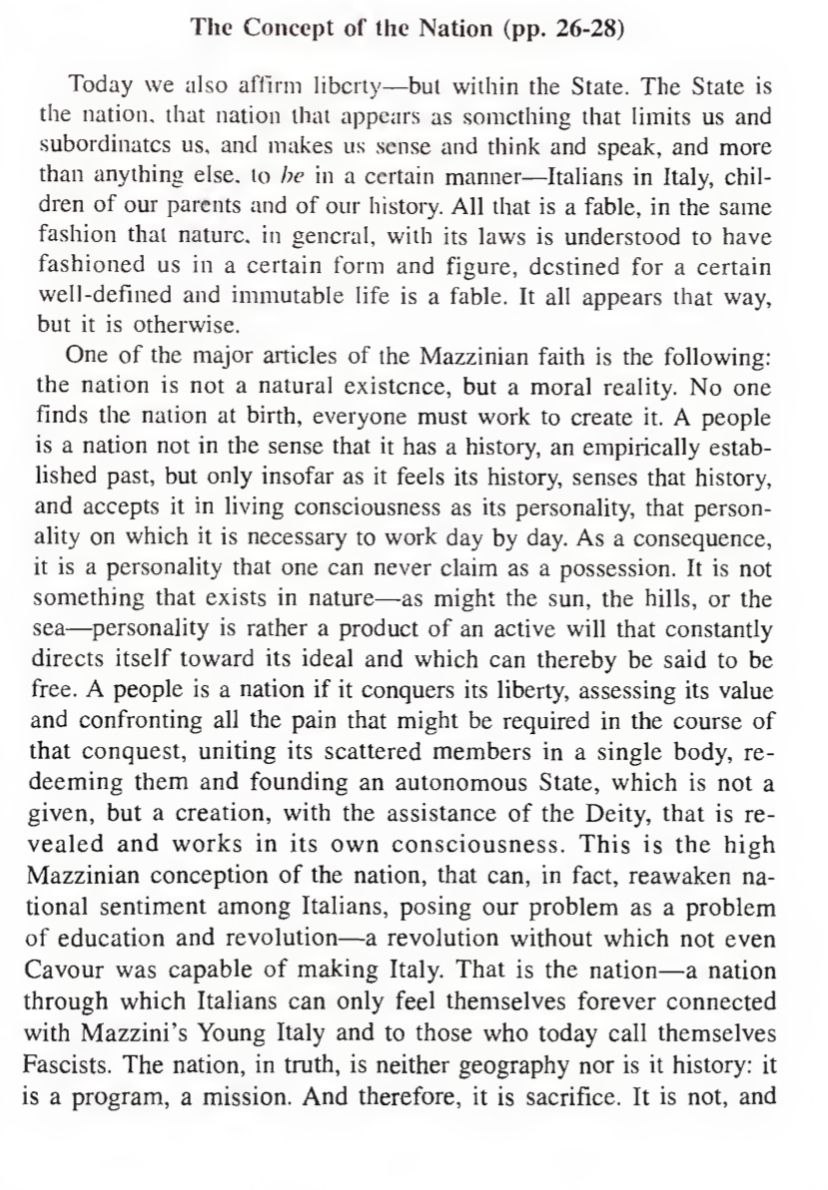 The Concept of the Nation (pp. 26-28)
Today we also affirm liberty—but within the State. The State is
the nation, that nation that appears as something that limits us and
subordinates us, and makes us sense and think and speak, and more
than anything else, to be in a certain manner—Italians in Italy, chil-
dren of our parents and of our history. All that is a fable, in the same
fashion that nature, in general, with its laws is understood to have
fashioned us in a certain form and figure, destined for a certain
well-defined and immutable life is a fable. It all appears that way,
but it is otherwise.
One of the major articles of the Mazzinian faith is the following:
the nation is not a natural existence, but a moral reality. No one
finds the nation at birth, everyone must work to create it. A people
is a nation not in the sense that it has a history, an empirically estab-
lished past, but only insofar as it feels its history, senses that history,
and accepts it in living consciousness as its personality, that person-
ality on which it is necessary to work day by day. As a consequence,
it is a personality that one can never claim as a possession. It is not
something that exists in nature—as might the sun, the hills, or the
sea—personality is rather a product of an active will that constantly
directs itself toward its ideal and which can thereby be said to be
free. A people is a nation if it conquers its liberty, assessing its value
and confronting all the pain that might be required in the course of
that conquest, uniting its scattered members in a single body, re-
deeming them and founding an autonomous State, which is not a
given, but a creation, with the assistance of the Deity, that is re-
vealed and works in its own consciousness. This is the high
Mazzinian conception of the nation, that can, in fact, reawaken na-
tional sentiment among Italians, posing our problem as a problem
of education and revolution—a revolution without which not even
Cavour was capable of making Italy. That is the nation—a nation
through which Italians can only feel themselves forever connected
with Mazzini's Young Italy and to those who today call themselves
Fascists. The nation, in truth, is neither geography nor is it history: it
is a program, a mission. And therefore, it is sacrifice. It is not, and